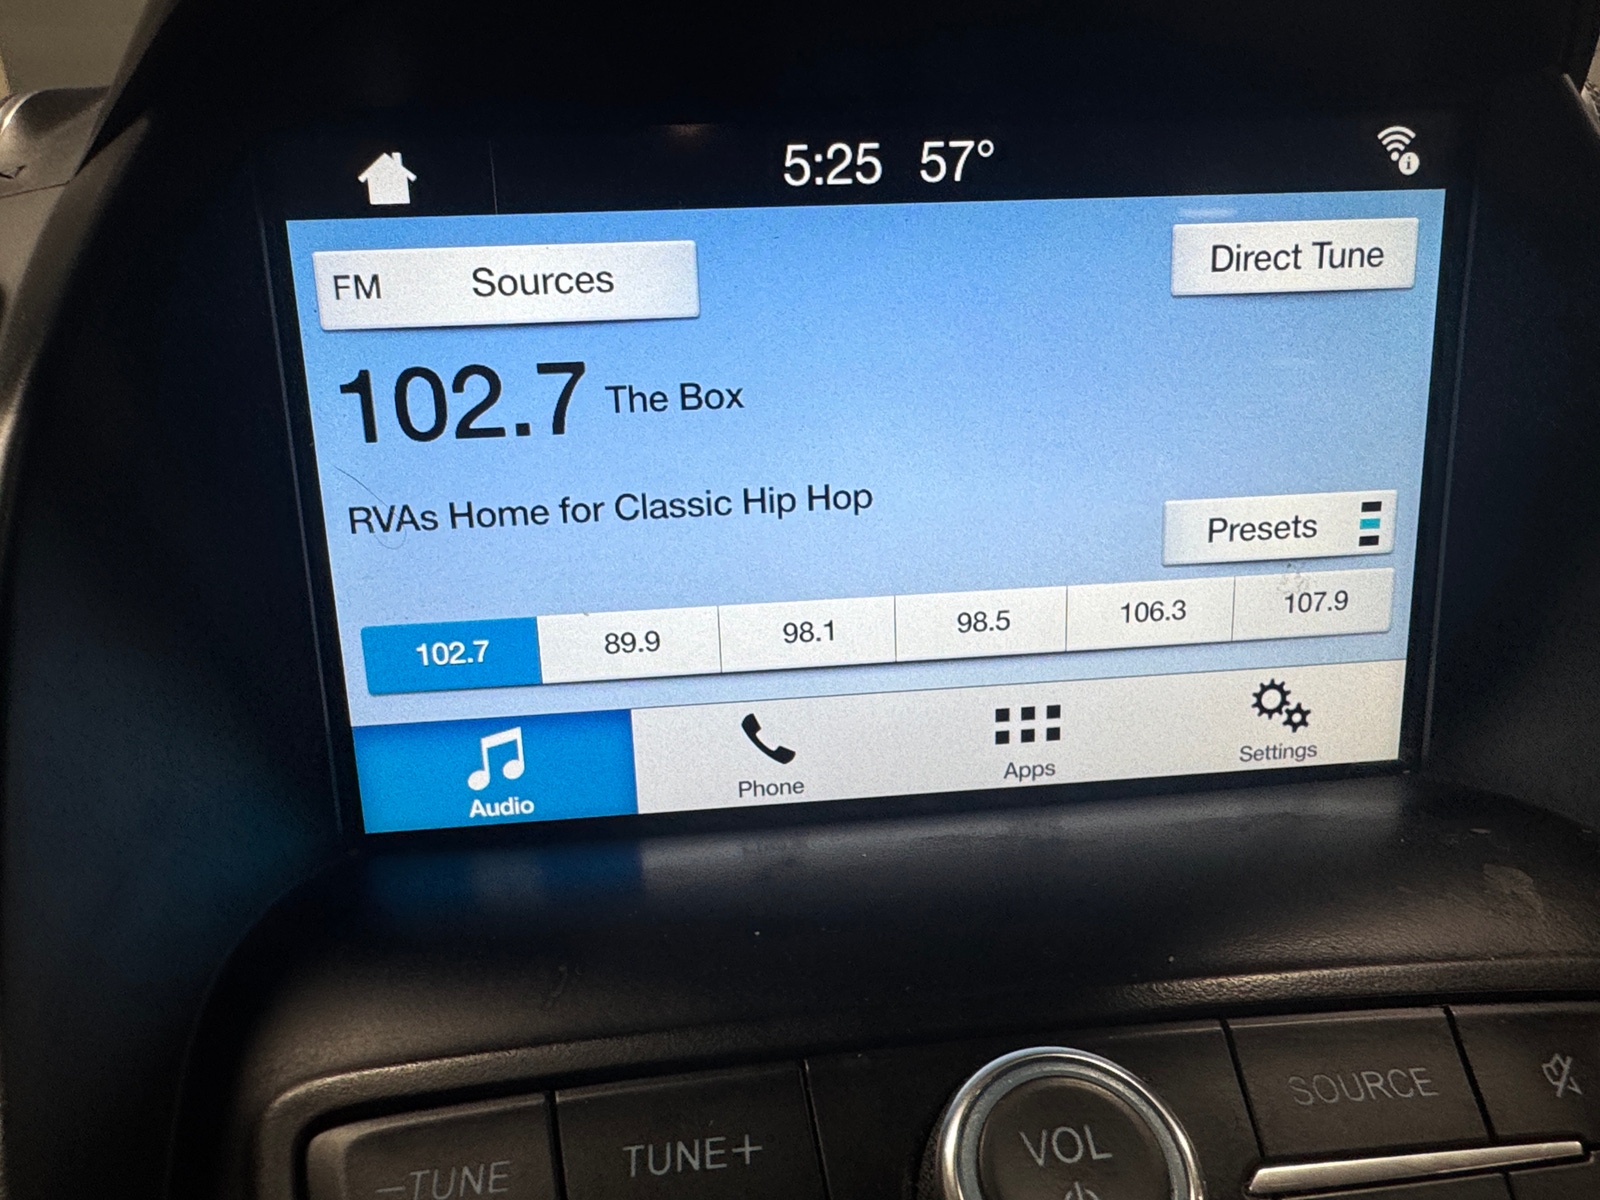 5:25 57°
FM Sources
Direct Tune
102.7 The Box
RVAs Home for Classic Hip Hop
Presets
102.7 89.9 98.1 98.5 106.3 107.9
Audio Phone Apps Settings
−TUNE TUNE+ VOL SOURCE